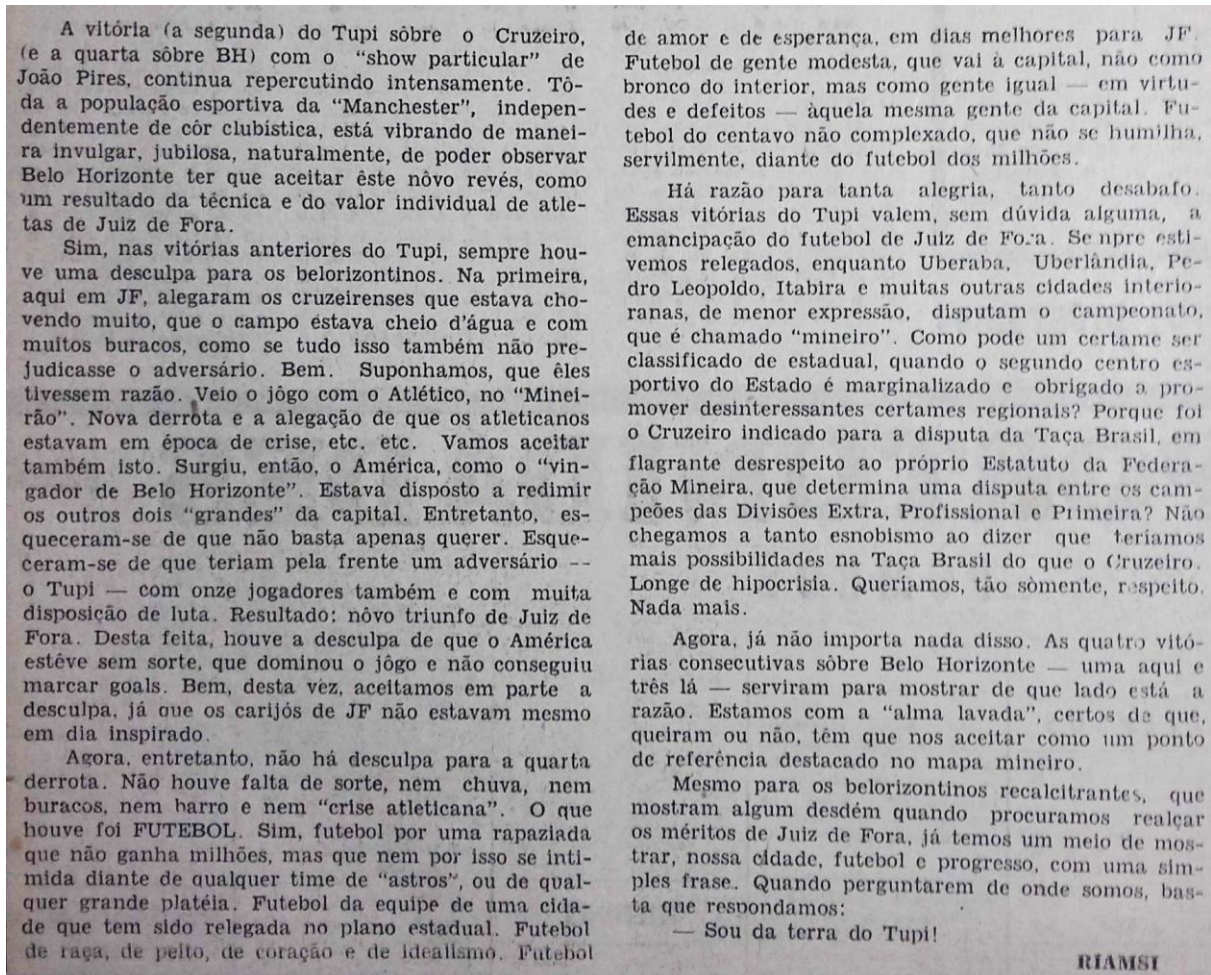 A vitória (a segunda) do Tupi sôbre o Cruzeiro,
(e a quarta sôbre BH) com o "show particular" de
João Pires, continua repercutindo intensamente. Tô-
da a população esportiva da "Manchester", indepen-
dentemente de côr clubística, está vibrando de manei-
ra invulgar, jubilosa, naturalmente, de poder observar
Belo Horizonte ter que aceitar êste nôvo revés, como
um resultado da técnica e do valor individual de atle-
tas de Juiz de Fora.
Sim, nas vitórias anteriores do Tupi, sempre hou-
ve uma desculpa para os belorizontinos. Na primeira,
aqui em JF, alegaram os cruzeirenses que estava cho-
vendo muito, que o campo estava cheio d'água e com
muitos buracos, como se tudo isso também não pre-
judicasse o adversário. Bem. Suponhamos, que êles
tivessem razão. Veio o jôgo com o Atlético, no "Minei-
rão". Nova derrota e a alegação de que os atleticanos
estavam em época de crise, etc. etc. Vamos aceitar
também isto. Surgiu, então, o América, como o "vin-
gador de Belo Horizonte". Estava disposto a redimir
os outros dois "grandes" da capital. Entretanto, es-
queceram-se de que não basta apenas querer. Esque-
ceram-se de que teriam pela frente um adversário --
o Tupi — com onze jogadores também e com muita
disposição de luta. Resultado: nôvo triunfo de Juiz de
Fora. Desta feita, houve a desculpa de que o América
estêve sem sorte, que dominou o jôgo e não conseguiu
marcar goals. Bem, desta vez, aceitamos em parte a
desculpa, já que os carijós de JF não estavam mesmo
em dia inspirado.
Agora, entretanto, não há desculpa para a quarta
derrota. Não houve falta de sorte, nem chuva, nem
buracos, nem barro e nem "crise atleticana". O que
houve foi FUTEBOL. Sim, futebol por uma rapaziada
que não ganha milhões, mas que nem por isso se inti-
mida diante de qualquer time de "astros", ou de qual-
quer grande platéia. Futebol da equipe de uma cida-
de que tem sido relegada no plano estadual. Futebol
de raça, de peito, de coração e de idealismo. Futebol
de amor e de esperança, em dias melhores para JF.
Futebol de gente modesta, que vai à capital, não como
bronco do interior, mas como gente igual — em virtu-
des e defeitos — àquela mesma gente da capital. Fu-
tebol do centavo não complexado, que não se humilha,
servilmente, diante do futebol dos milhões.
Há razão para tanta alegria, tanto desabafo.
Essas vitórias do Tupi valem, sem dúvida alguma, a
emancipação do futebol de Juiz de Fora. Sempre esti-
vemos relegados, enquanto Uberaba, Uberlândia, Pe-
dro Leopoldo, Itabira e muitas outras cidades interio-
ranas, de menor expressão, disputam o campeonato,
que é chamado "mineiro". Como pode um certame ser
classificado de estadual, quando o segundo centro es-
portivo do Estado é marginalizado e obrigado a pro-
mover desinteressantes certames regionais? Porque foi
o Cruzeiro indicado para a disputa da Taça Brasil, em
flagrante desrespeito ao próprio Estatuto da Federa-
ção Mineira, que determina uma disputa entre os cam-
peões das Divisões Extra, Profissional e Primeira? Não
chegamos a tanto esnobismo ao dizer que teríamos
mais possibilidades na Taça Brasil do que o Cruzeiro.
Longe de hipocrisia. Queríamos, tão sòmente, respeito.
Nada mais.
Agora, já não importa nada disso. As quatro vitó-
rias consecutivas sôbre Belo Horizonte — uma aqui e
três lá — serviram para mostrar de que lado está a
razão. Estamos com a "alma lavada", certos de que,
queiram ou não, têm que nos aceitar como um ponto
de referência destacado no mapa mineiro.
Mesmo para os belorizontinos recalcitrantes, que
mostram algum desdém quando procuramos realçar
os méritos de Juiz de Fora, já temos um meio de mos-
trar, nossa cidade, futebol e progresso, com uma sim-
ples frase. Quando perguntarem de onde somos, bas-
ta que respondamos:
— Sou da terra do Tupi!
RIAMSI